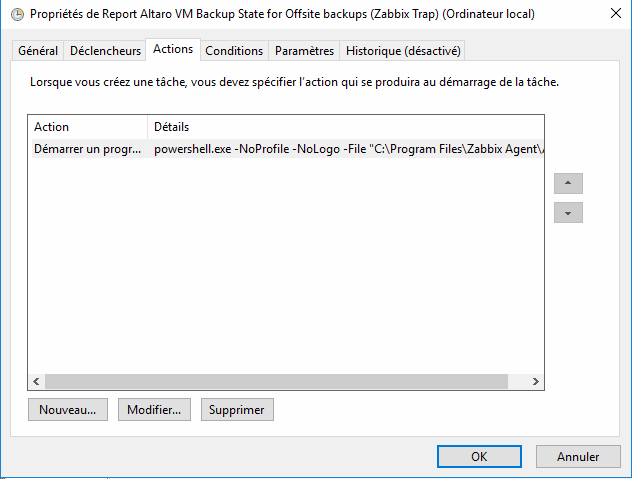 Propriétés de Report Altaro VM Backup State for Offsite backups (Zabbix Trap) (Ordinateur local)
Général Déclencheurs Actions Conditions Paramètres Historique (désactivé)
Lorsque vous créez une tâche, vous devez spécifier l'action qui se produira au démarrage de la tâche.
Action Détails
Démarrer un progr... powershell.exe -NoProfile -NoLogo -File "C:\Program Files\Zabbix Agent\
Nouveau... Modifier... Supprimer
OK Annuler